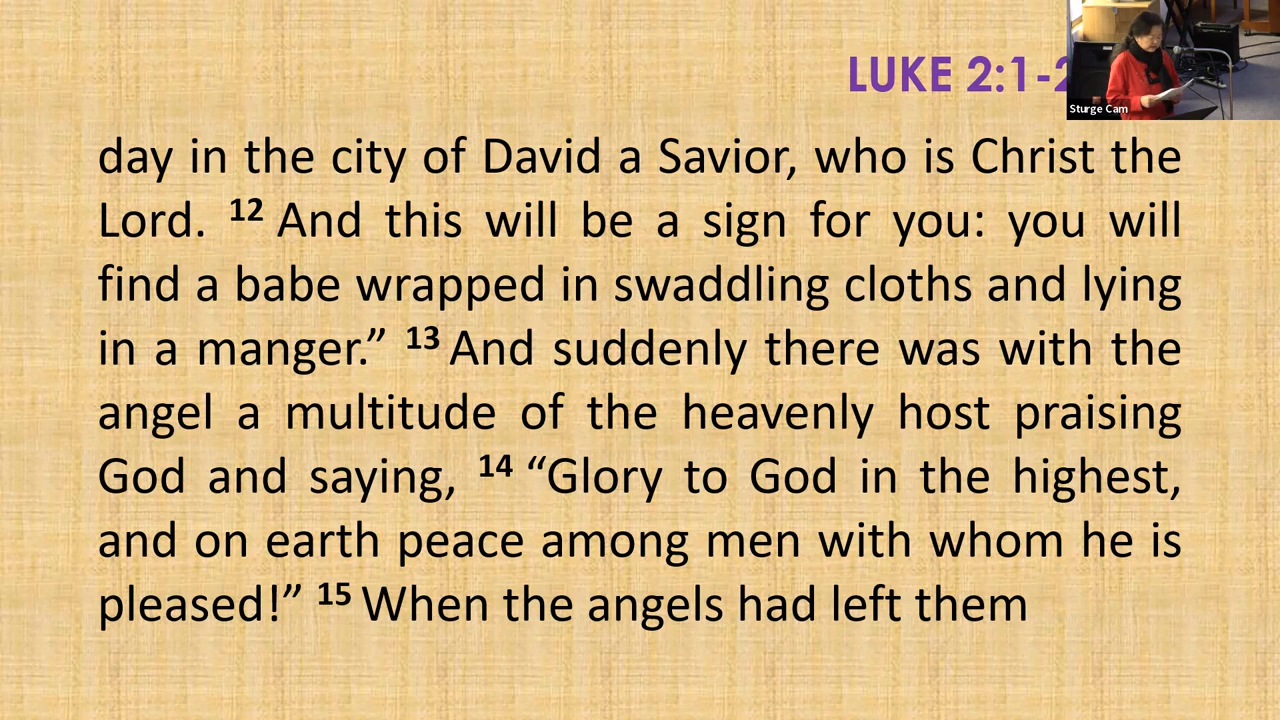 LUKE 2:1-2
Sturge Cam
day in the city of David a Savior, who is Christ the
Lord. 12 And this will be a sign for you: you will
find a babe wrapped in swaddling cloths and lying
in a manger.” 13 And suddenly there was with the
angel a multitude of the heavenly host praising
God and saying, 14 “Glory to God in the highest,
and on earth peace among men with whom he is
pleased!” 15 When the angels had left them